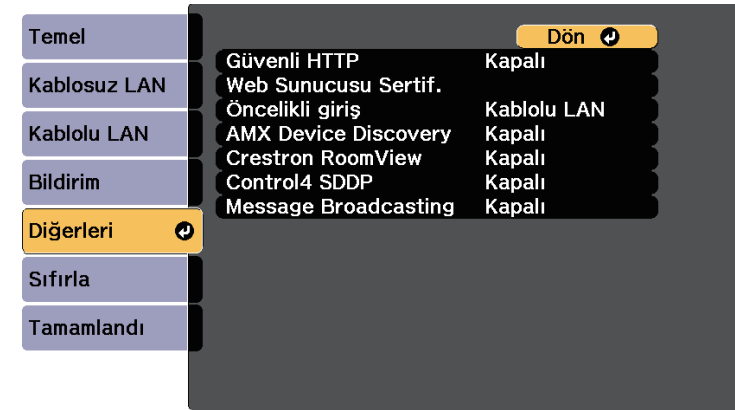 Temel
Kablosuz LAN
Kablolu LAN
Bildirim
Diğerleri
Sıfırla
Tamamlandı
Dön
Güvenli HTTP Kapalı
Web Sunucusu Sertif.
Öncelikli giriş Kablolu LAN
AMX Device Discovery Kapalı
Crestron RoomView Kapalı
Control4 SDDP Kapalı
Message Broadcasting Kapalı